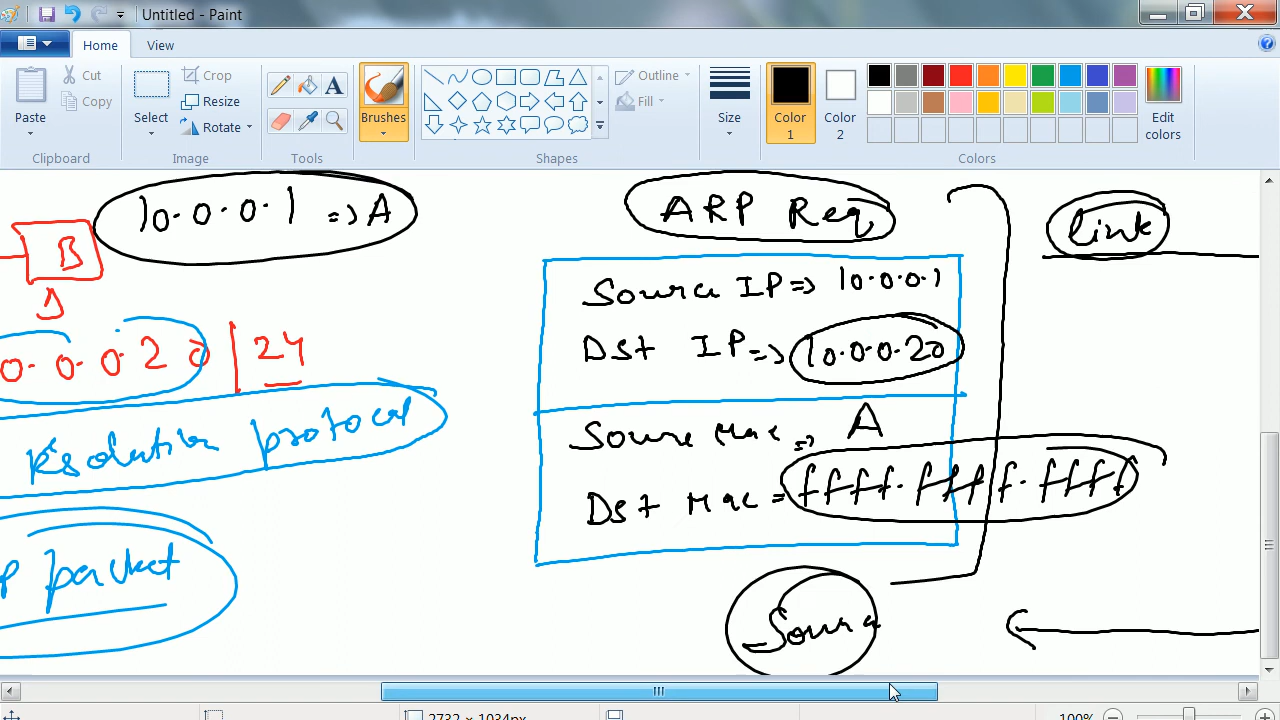 Untitled - Paint
Home View
Cut
Copy
Paste
Clipboard
Select
Crop
Resize
Rotate
Image
Tools
Brushes
Outline
Fill
Shapes
Size
Color 1
Color 2
Edit colors
Colors
10.0.0.1 => A
ARP Req
link
B
Source IP => 10.0.0.1
Dst IP => 10.0.0.20
0.0.0.20 | 24
resolution protocol
Source Mac => A
Dst Mac = ffff.ffff.ffff
P packet
Source
2732 × 1034px
100%